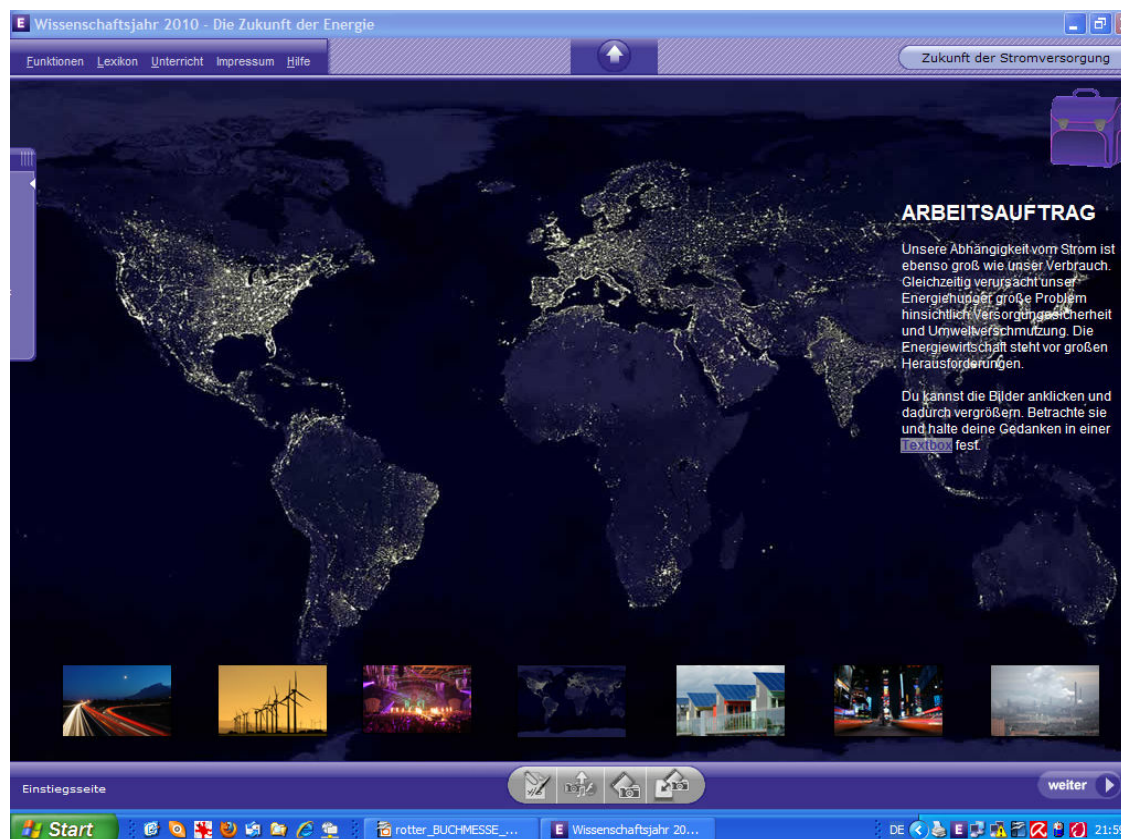 Wissenschaftsjahr 2010 - Die Zukunft der Energie
Funktionen Lexikon Unterricht Impressum Hilfe
Zukunft der Stromversorgung
ARBEITSAUFTRAG
Unsere Abhängigkeit vom Strom ist
ebenso groß wie unser Verbrauch.
Gleichzeitig verursacht unser
Energiehunger große Problem
hinsichtlich Versorgungssicherheit
und Umweltverschmutzung. Die
Energiewirtschaft steht vor großen
Herausforderungen.
Du kannst die Bilder anklicken und
dadurch vergrößern. Betrachte sie
und halte deine Gedanken in einer
Textbox fest.
Einstiegsseite
weiter
Start
rotter_BUCHMESSE_...
Wissenschaftsjahr 20...
DE
21:59